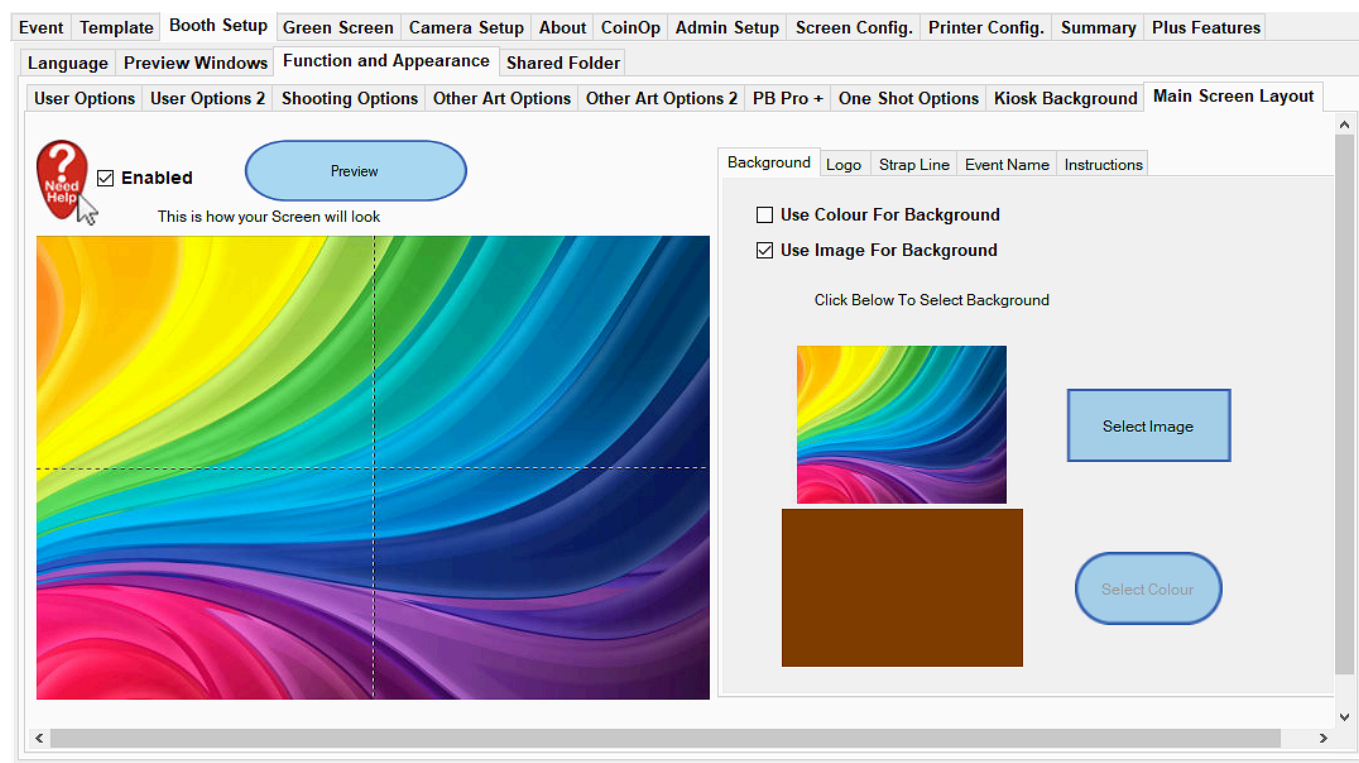 Event Template Booth Setup Green Screen Camera Setup About CoinOp Admin Setup Screen Config. Printer Config. Summary Plus Features
Language Preview Windows Function and Appearance Shared Folder
User Options User Options 2 Shooting Options Other Art Options Other Art Options 2 PB Pro + One Shot Options Kiosk Background Main Screen Layout
? Need Help
Enabled
Preview
This is how your Screen will look
Background Logo Strap Line Event Name Instructions
Use Colour For Background
Use Image For Background
Click Below To Select Background
Select Image
Select Colour